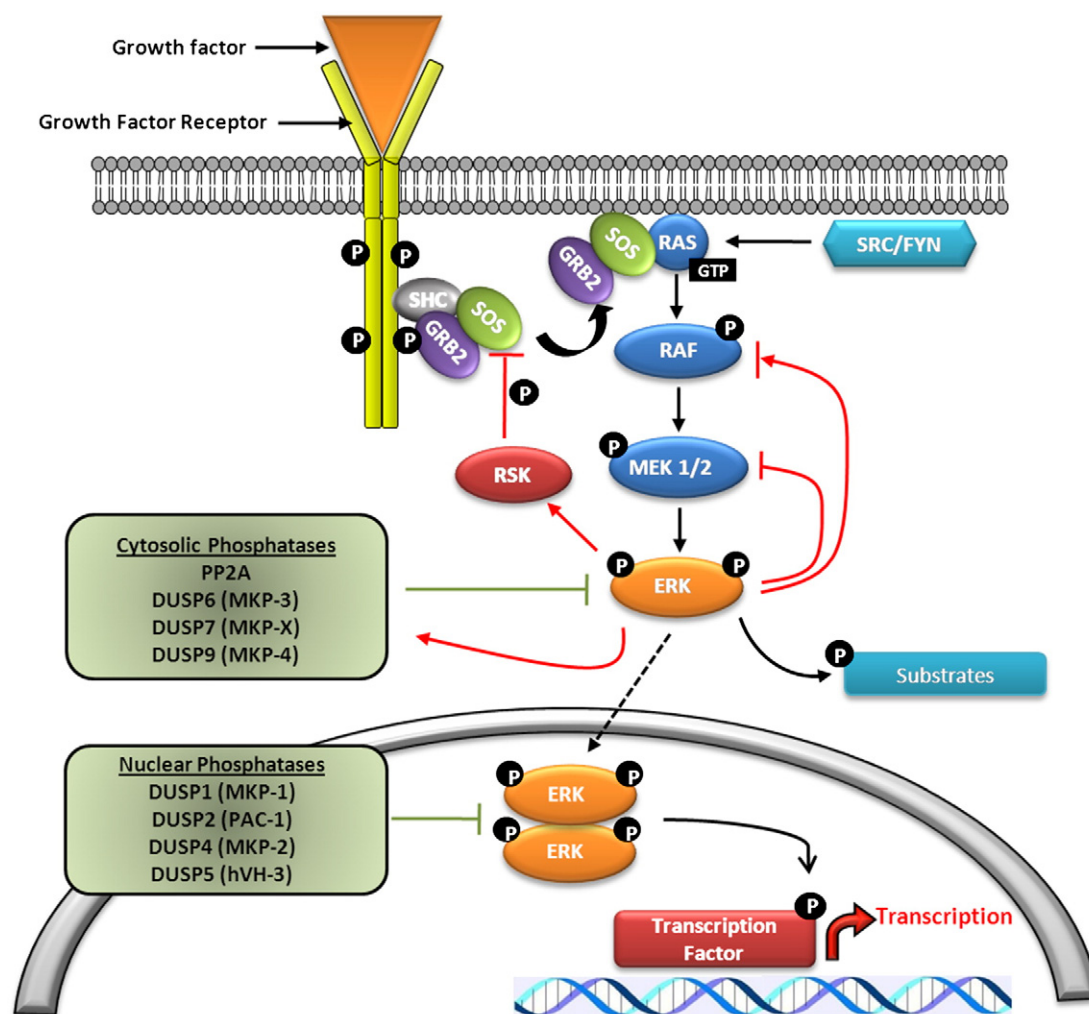 Growth factor
Growth Factor Receptor
P
P
P
P
SHC
GRB2
SOS
GRB2
SOS
RAS
GTP
SRC/FYN
P
RAF
P
P
MEK 1/2
RSK
P
P
ERK
Cytosolic Phosphatases
PP2A
DUSP6 (MKP-3)
DUSP7 (MKP-X)
DUSP9 (MKP-4)
P
Substrates
Nuclear Phosphatases
DUSP1 (MKP-1)
DUSP2 (PAC-1)
DUSP4 (MKP-2)
DUSP5 (hVH-3)
P
P
ERK
P
P
ERK
P
Transcription
Factor
Transcription